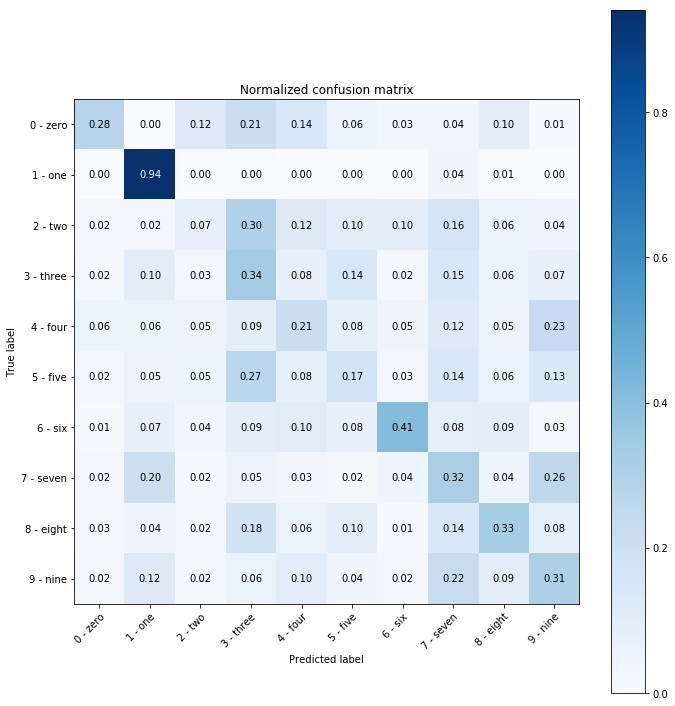 Normalized confusion matrix
0 - zero 0.28 0.00 0.12 0.21 0.14 0.06 0.03 0.04 0.10 0.01
1 - one 0.00 0.94 0.00 0.00 0.00 0.00 0.00 0.04 0.01 0.00
2 - two 0.02 0.02 0.07 0.30 0.12 0.10 0.10 0.16 0.06 0.04
3 - three 0.02 0.10 0.03 0.34 0.08 0.14 0.02 0.15 0.06 0.07
4 - four 0.06 0.06 0.05 0.09 0.21 0.08 0.05 0.12 0.05 0.23
5 - five 0.02 0.05 0.05 0.27 0.08 0.17 0.03 0.14 0.06 0.13
6 - six 0.01 0.07 0.04 0.09 0.10 0.08 0.41 0.08 0.09 0.03
7 - seven 0.02 0.20 0.02 0.05 0.03 0.02 0.04 0.32 0.04 0.26
8 - eight 0.03 0.04 0.02 0.18 0.06 0.10 0.01 0.14 0.33 0.08
9 - nine 0.02 0.12 0.02 0.06 0.10 0.04 0.02 0.22 0.09 0.31
0 - zero 1 - one 2 - two 3 - three 4 - four 5 - five 6 - six 7 - seven 8 - eight 9 - nine
Predicted label
True label
0.8
0.6
0.4
0.2
0.0